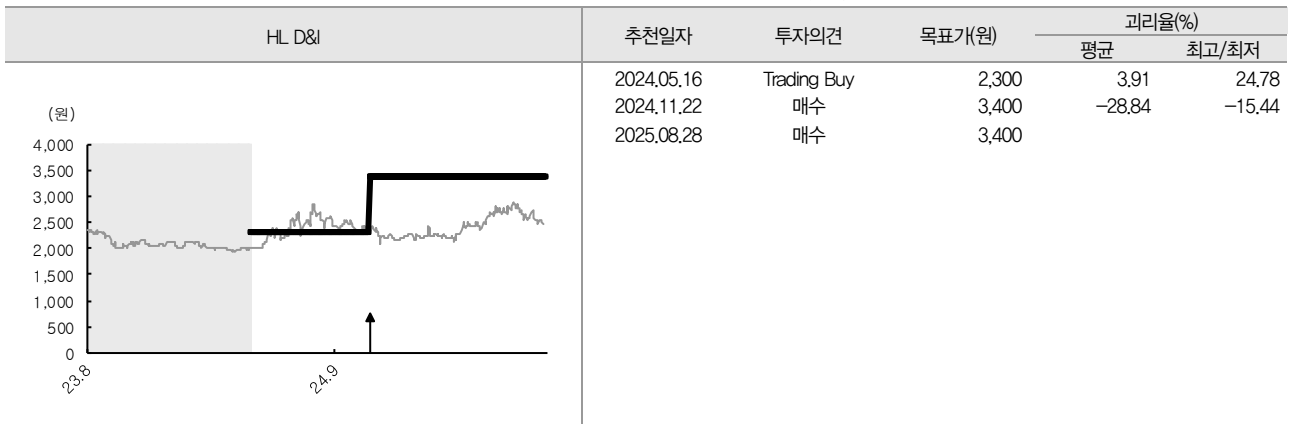 HL D&I
추천일자 투자의견 목표가(원) 괴리율(%)
평균 최고/최저
2024.05.16 Trading Buy 2,300 3.91 24.78
2024.11.22 매수 3,400 −28.84 −15.44
2025.08.28 매수 3,400
(원)
4,000
3,500
3,000
2,500
2,000
1,500
1,000
500
0
23.8 24.9